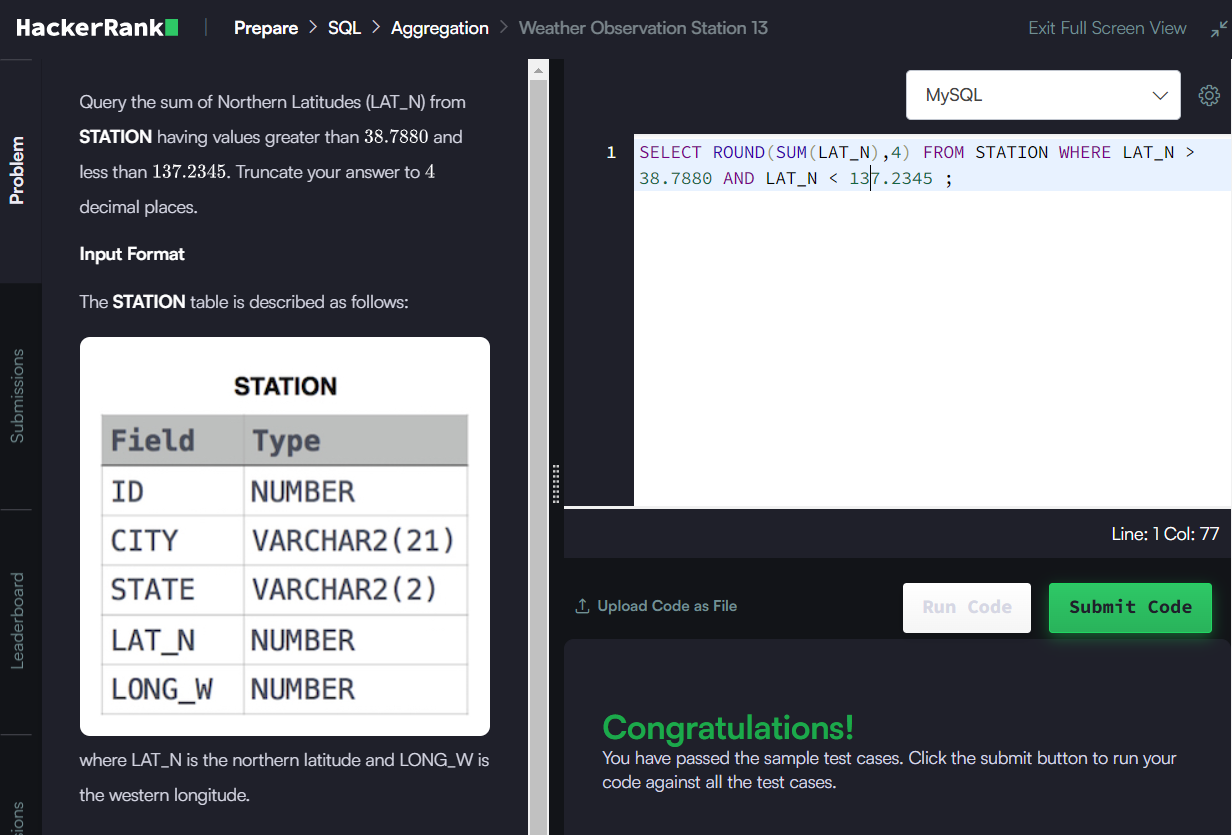 HackerRank | Prepare > SQL > Aggregation > Weather Observation Station 13 Exit Full Screen View
Problem
Submissions
Leaderboard
Query the sum of Northern Latitudes (LAT_N) from
STATION having values greater than 38.7880 and
less than 137.2345. Truncate your answer to 4
decimal places.
Input Format
The STATION table is described as follows:
STATION
Field Type
ID NUMBER
CITY VARCHAR2(21)
STATE VARCHAR2(2)
LAT_N NUMBER
LONG_W NUMBER
where LAT_N is the northern latitude and LONG_W is
the western longitude.
MySQL
1 SELECT ROUND(SUM(LAT_N),4) FROM STATION WHERE LAT_N >
38.7880 AND LAT_N < 137.2345 ;
Line: 1 Col: 77
Upload Code as File
Run Code
Submit Code
Congratulations!
You have passed the sample test cases. Click the submit button to run your
code against all the test cases.